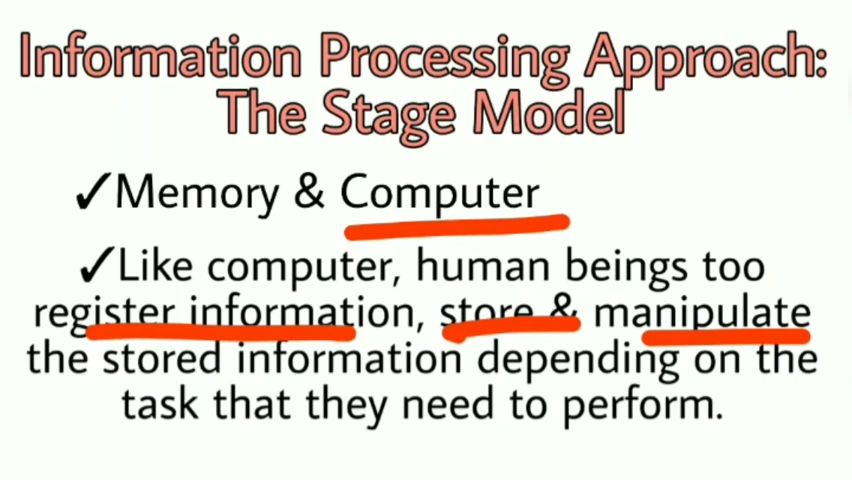 Information Processing Approach:
The Stage Model
✓Memory & Computer
✓Like computer, human beings too
register information, store & manipulate
the stored information depending on the
task that they need to perform.